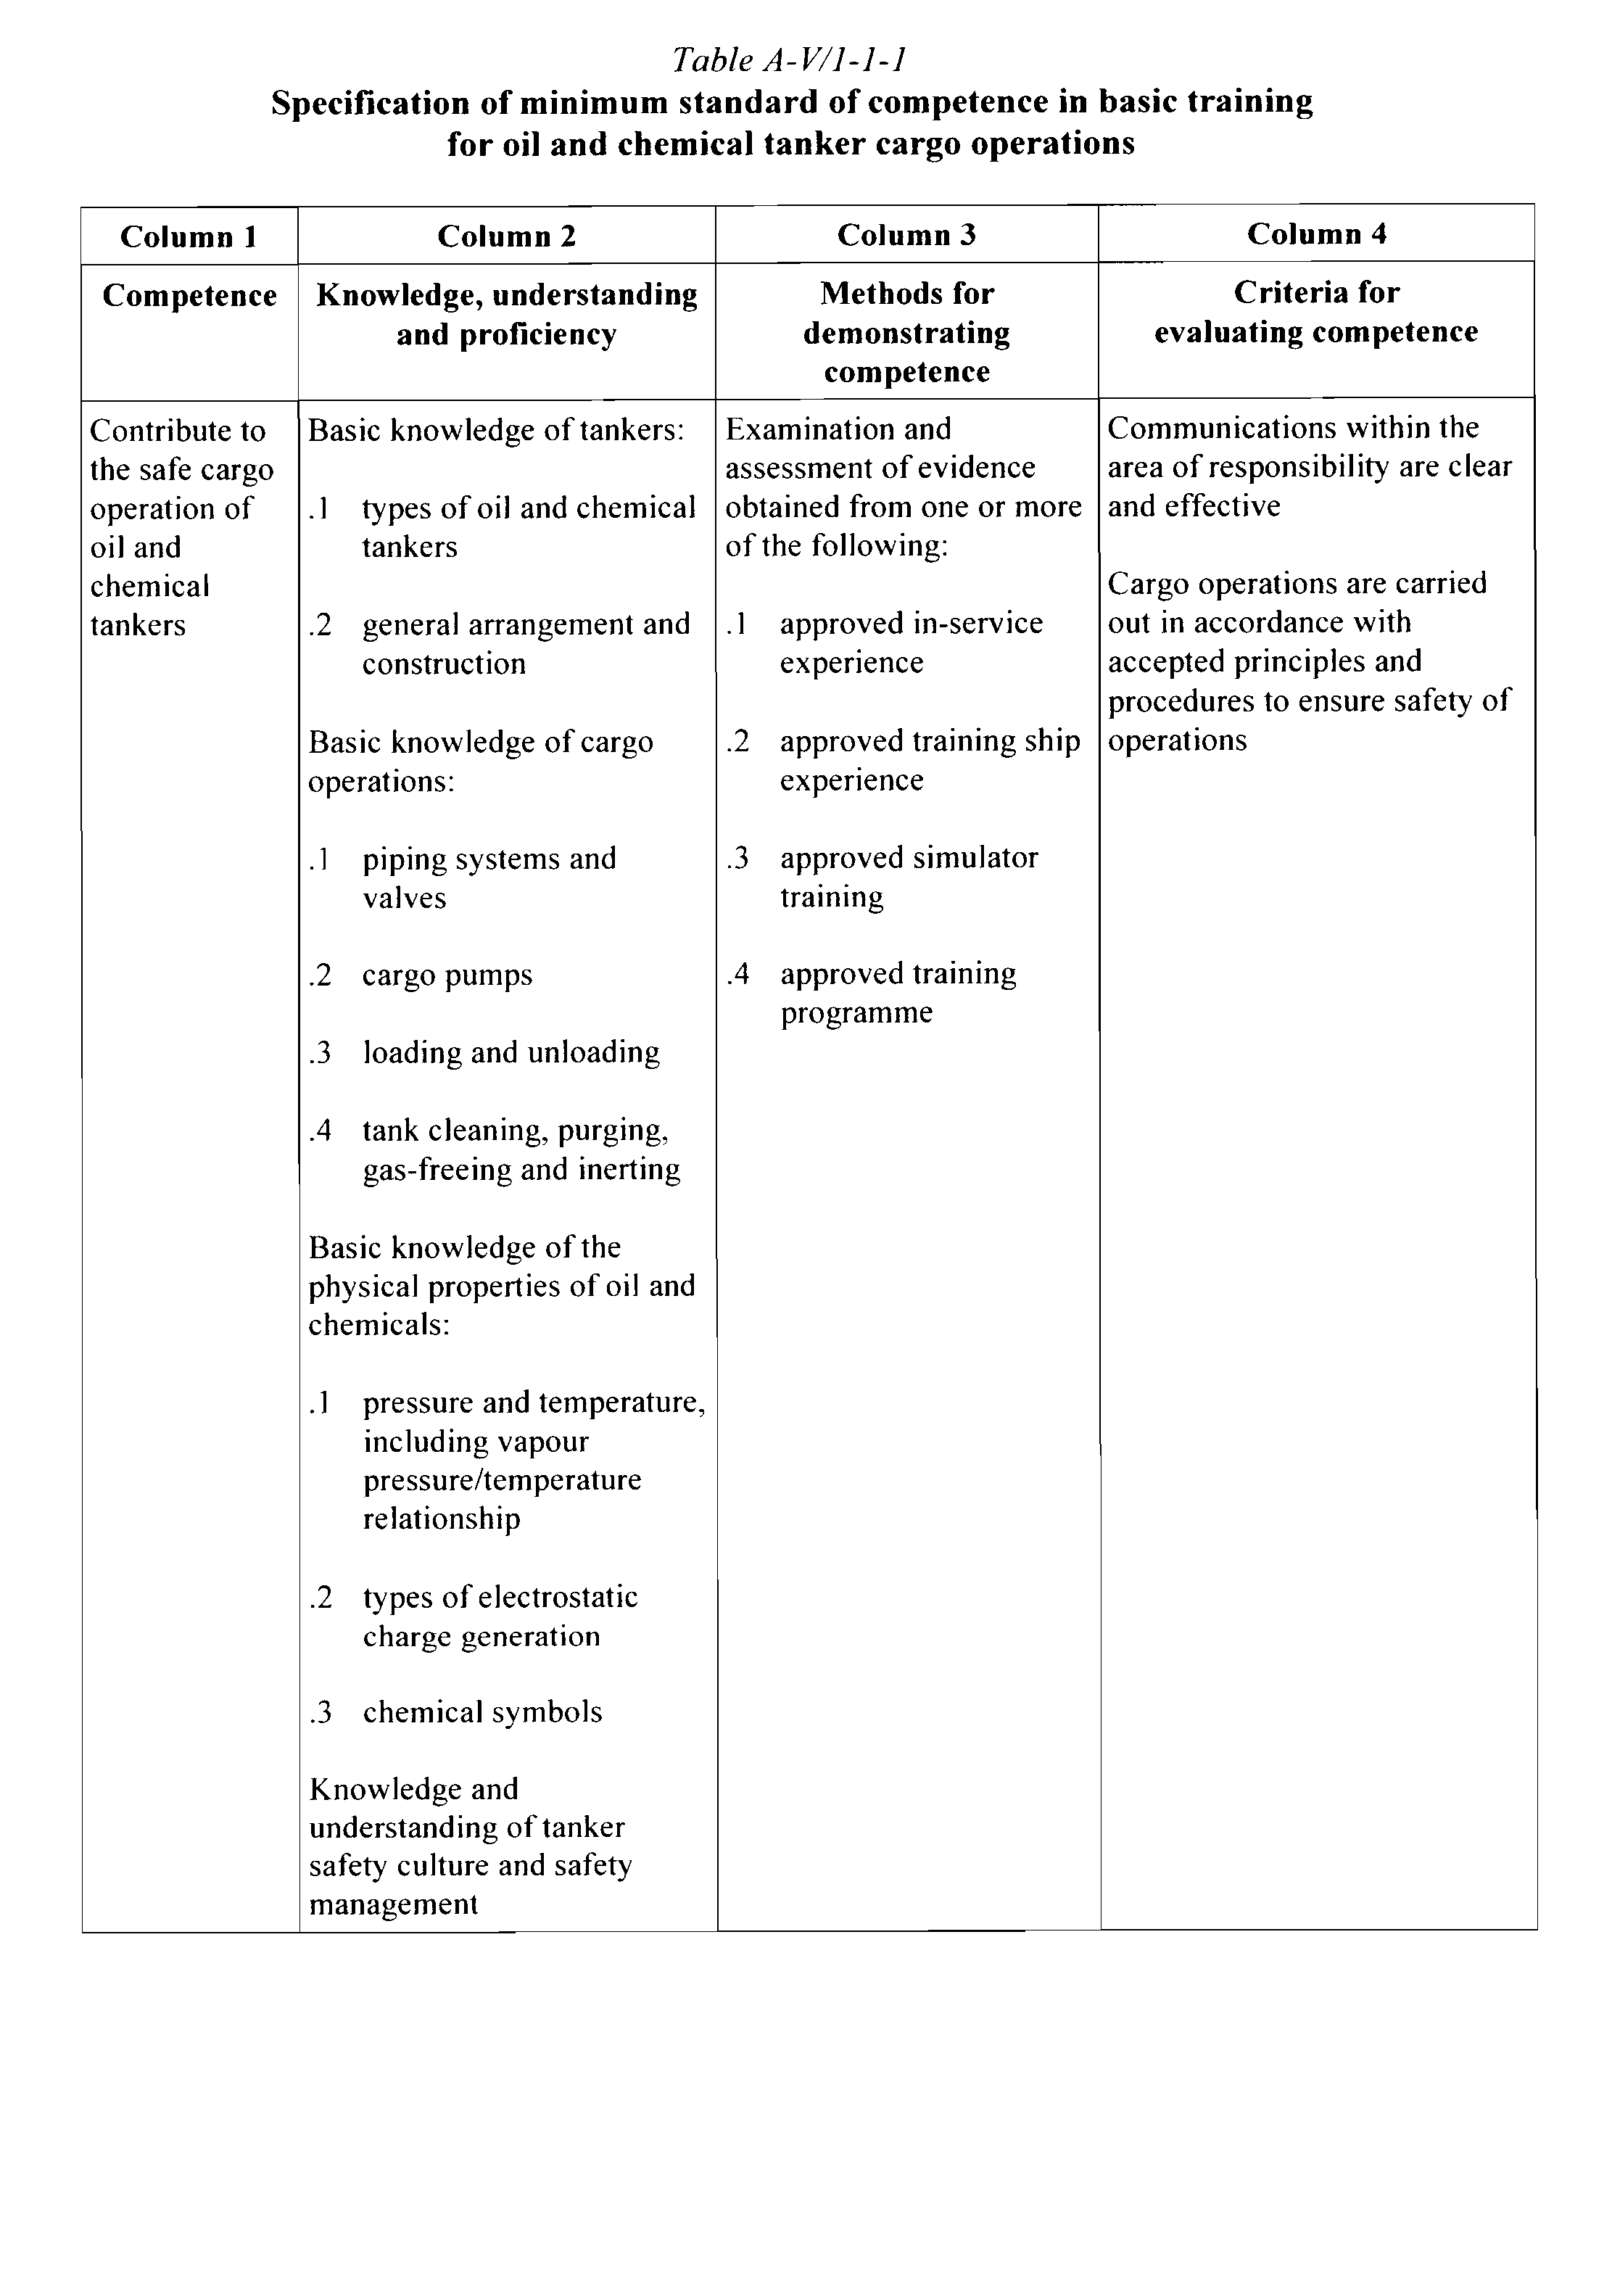 Table A-V/1-1-1
Specification of minimum standard of competence in basic training
for oil and chemical tanker cargo operations
Column 1
Column 2
Column 3
Column 4
Competence
Knowledge, understanding
and proficiency
Methods for
demonstrating
competence
Criteria for
evaluating competence
Contribute to
the safe cargo
operation of
oil and
chemical
tankers
Basic knowledge of tankers:
.1 types of oil and chemical
tankers
.2 general arrangement and
construction
Basic knowledge of cargo
operations:
.1 piping systems and
valves
.2 cargo pumps
.3 loading and unloading
.4 tank cleaning, purging,
gas-freeing and inerting
Basic knowledge of the
physical properties of oil and
chemicals:
.1 pressure and temperature,
including vapour
pressure/temperature
relationship
.2 types of electrostatic
charge generation
.3 chemical symbols
Knowledge and
understanding of tanker
safety culture and safety
management
Examination and
assessment of evidence
obtained from one or more
of the following:
.1 approved in-service
experience
.2 approved training ship
experience
.3 approved simulator
training
.4 approved training
programme
Communications within the
area of responsibility are clear
and effective
Cargo operations are carried
out in accordance with
accepted principles and
procedures to ensure safety of
operations